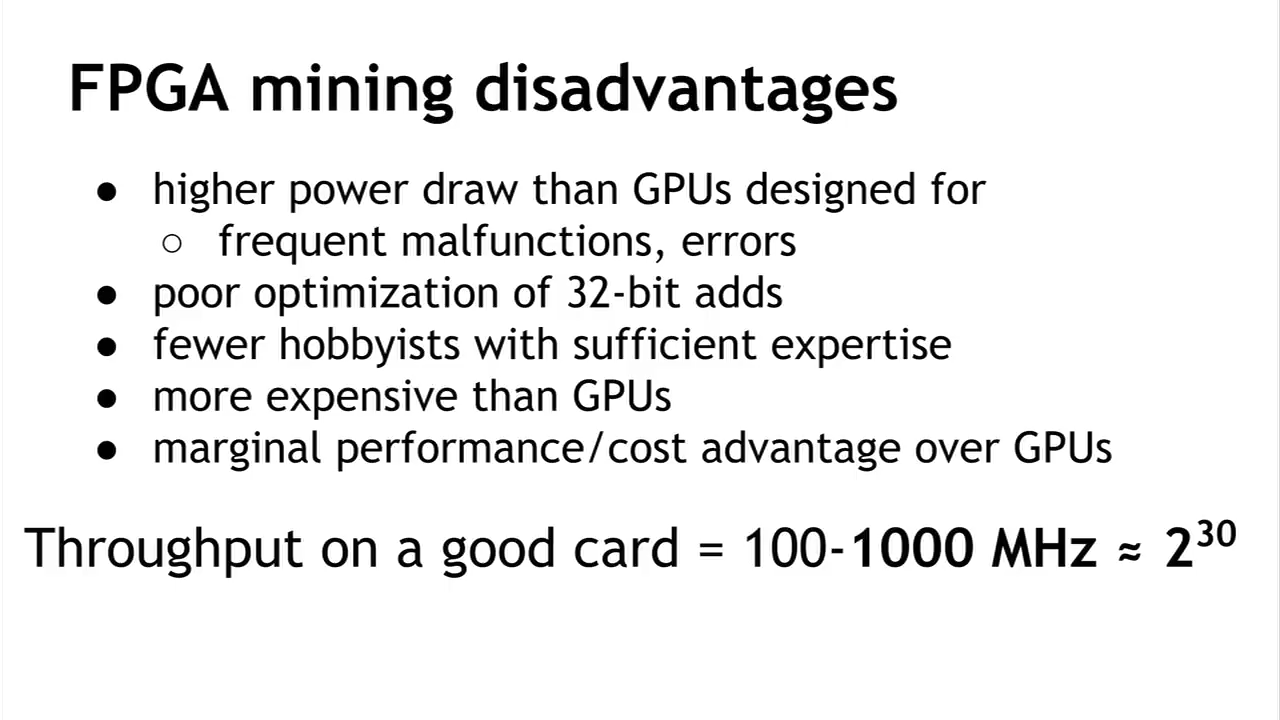 FPGA mining disadvantages
● higher power draw than GPUs designed for
○ frequent malfunctions, errors
● poor optimization of 32-bit adds
● fewer hobbyists with sufficient expertise
● more expensive than GPUs
● marginal performance/cost advantage over GPUs
Throughput on a good card = 100-1000 MHz ≈ 2³⁰